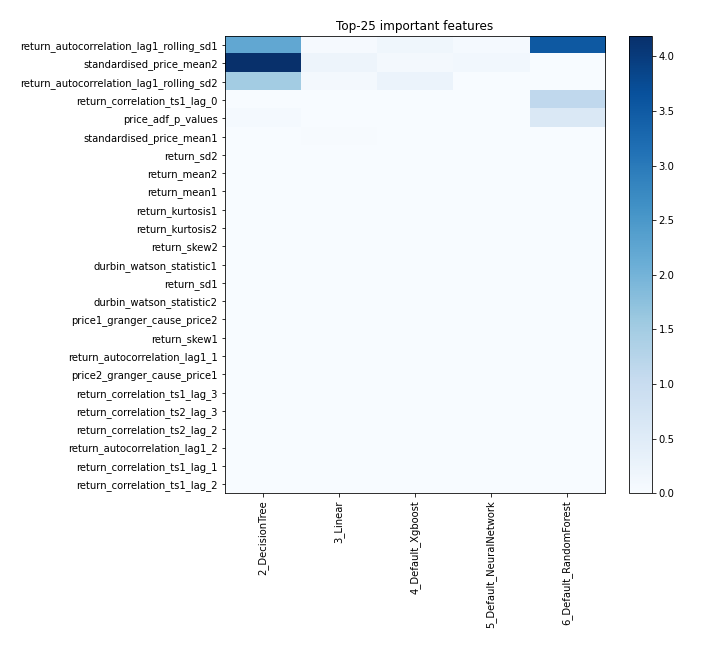 Top-25 important features
return_autocorrelation_lag1_rolling_sd1
standardised_price_mean2
return_autocorrelation_lag1_rolling_sd2
return_correlation_ts1_lag_0
price_adf_p_values
standardised_price_mean1
return_sd2
return_mean2
return_mean1
return_kurtosis1
return_kurtosis2
return_skew2
durbin_watson_statistic1
return_sd1
durbin_watson_statistic2
price1_granger_cause_price2
return_skew1
return_autocorrelation_lag1_1
price2_granger_cause_price1
return_correlation_ts1_lag_3
return_correlation_ts2_lag_3
return_correlation_ts2_lag_2
return_autocorrelation_lag1_2
return_correlation_ts1_lag_1
return_correlation_ts1_lag_2
2_DecisionTree
3_Linear
4_Default_Xgboost
5_Default_NeuralNetwork
6_Default_RandomForest
4.0
3.5
3.0
2.5
2.0
1.5
1.0
0.5
0.0